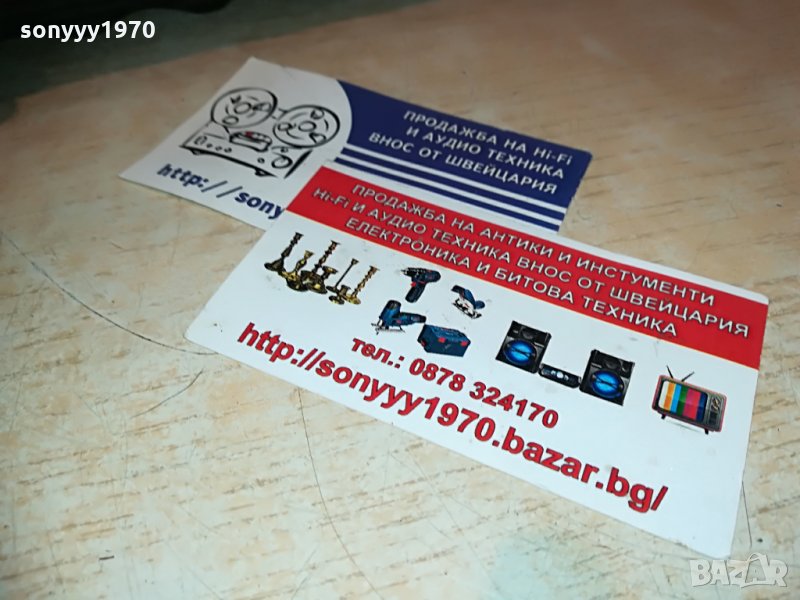 sonyyy1970
ПРОДАЖБА НА Hi-Fi
И АУДИО ТЕХНИКА
ВНОС ОТ ШВЕЙЦАРИЯ
http://sony
ПРОДАЖБА НА АНТИКИ И ИНСТУМЕНТИ
Hi-Fi И АУДИО ТЕХНИКА ВНОС ОТ ШВЕЙЦАРИЯ
ЕЛЕКТРОНИКА И БИТОВА ТЕХНИКА
тел.: 0878 324170
http://sonyyy1970.bazar.bg/
BAZAR